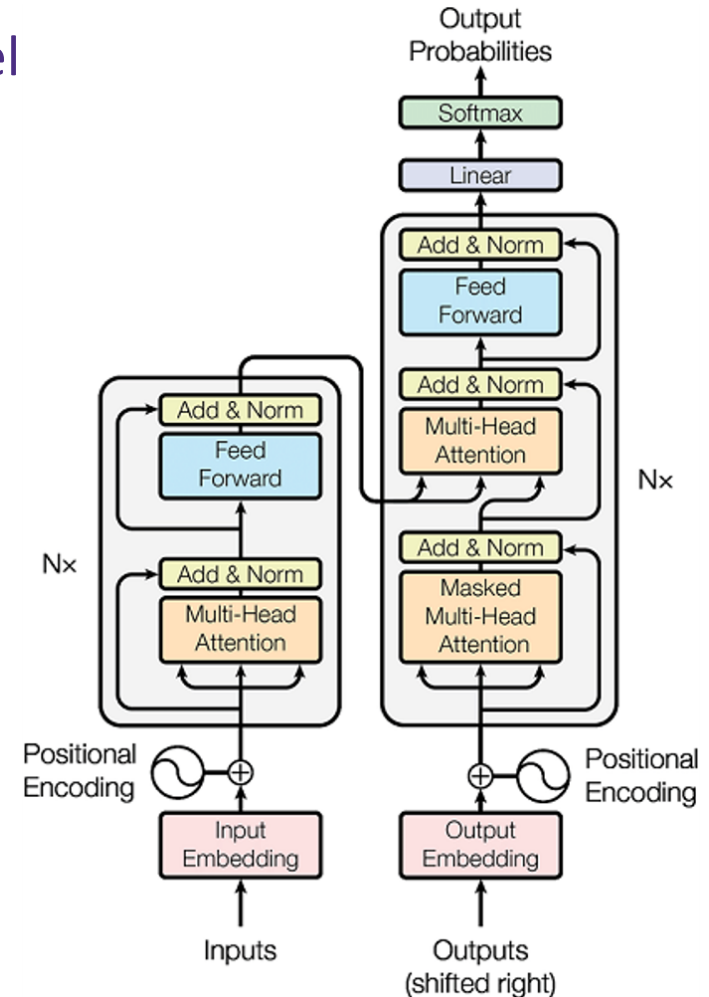 el
Output
Probabilities
Softmax
Linear
Add & Norm
Feed
Forward
Add & Norm
Multi-Head
Attention
Add & Norm
Masked
Multi-Head
Attention
Nx
Add & Norm
Feed
Forward
Add & Norm
Multi-Head
Attention
Nx
Positional
Encoding
Positional
Encoding
Input
Embedding
Output
Embedding
Inputs
Outputs
(shifted right)